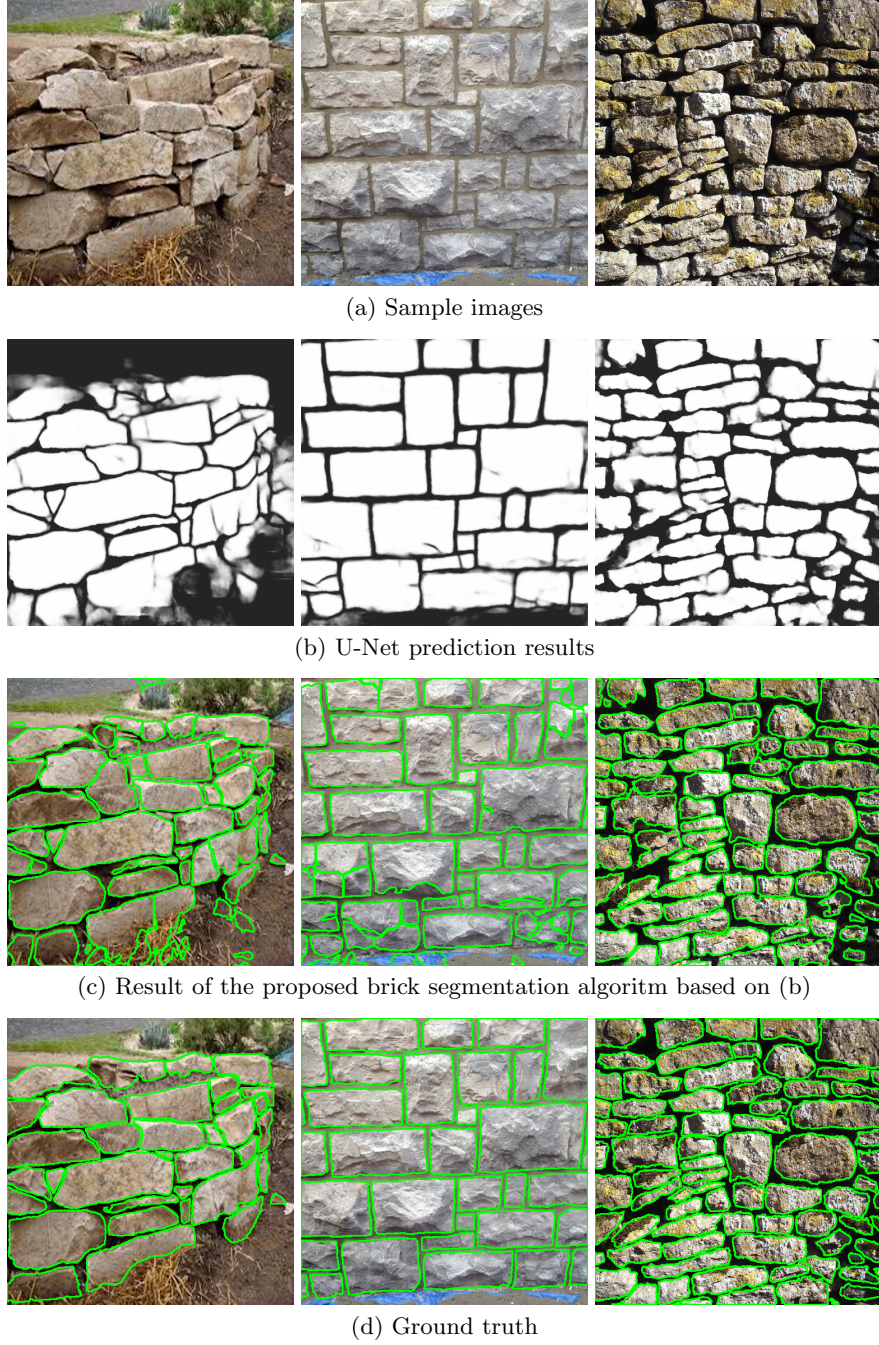 (a) Sample images
(b) U-Net prediction results
(c) Result of the proposed brick segmentation algoritm based on (b)
(d) Ground truth